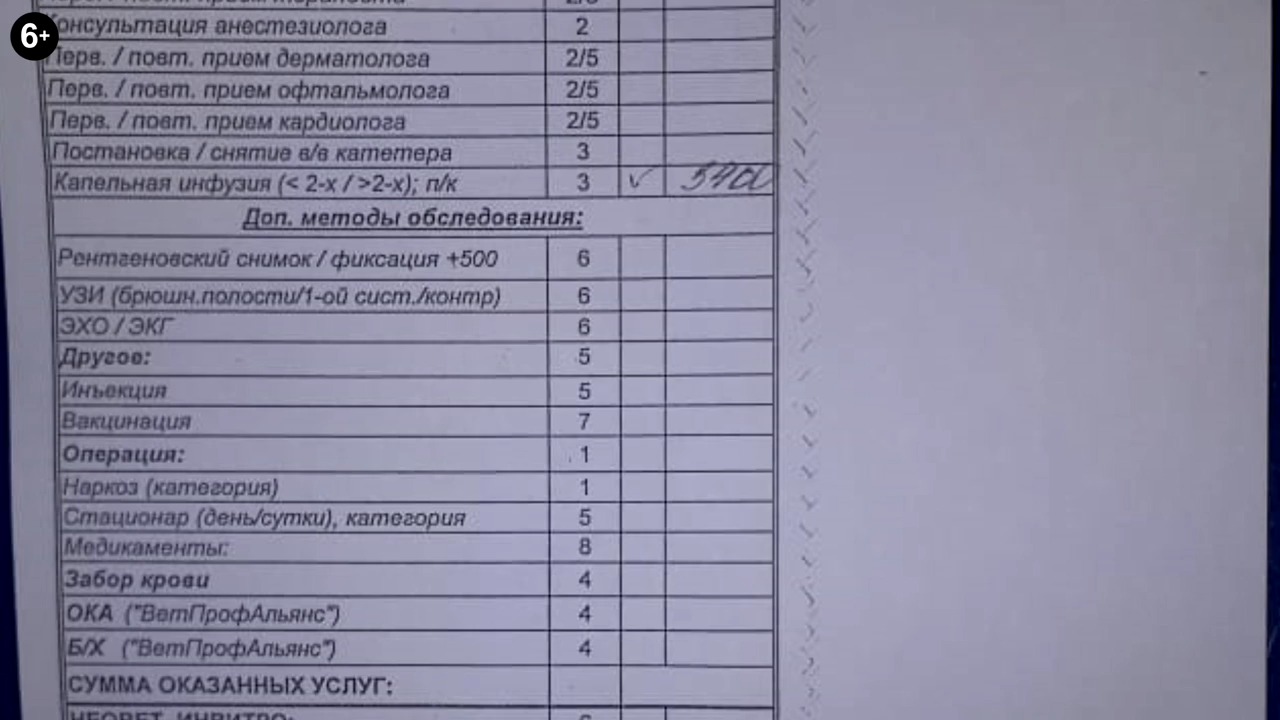 6+
Консультация анестезиолога 2
Перв. / повт. прием дерматолога 2/5
Перв. / повт. прием офтальмолога 2/5
Перв. / повт. прием кардиолога 2/5
Постановка / снятие в/в катетера 3
Капельная инфузия (< 2-х / >2-х); п/к 3 ✓ 5400
Доп. методы обследования:
Рентгеновский снимок / фиксация +500 6
УЗИ (брюшн.полости/1-ой сист./контр) 6
ЭХО / ЭКГ 6
Другое: 5
Инъекция 5
Вакцинация 7
Операция: 1
Наркоз (категория) 1
Стационар (день/сутки), категория 5
Медикаменты: 8
Забор крови 4
ОКА ("ВетПрофАльянс") 4
Б/Х ("ВетПрофАльянс") 4
СУММА ОКАЗАННЫХ УСЛУГ: